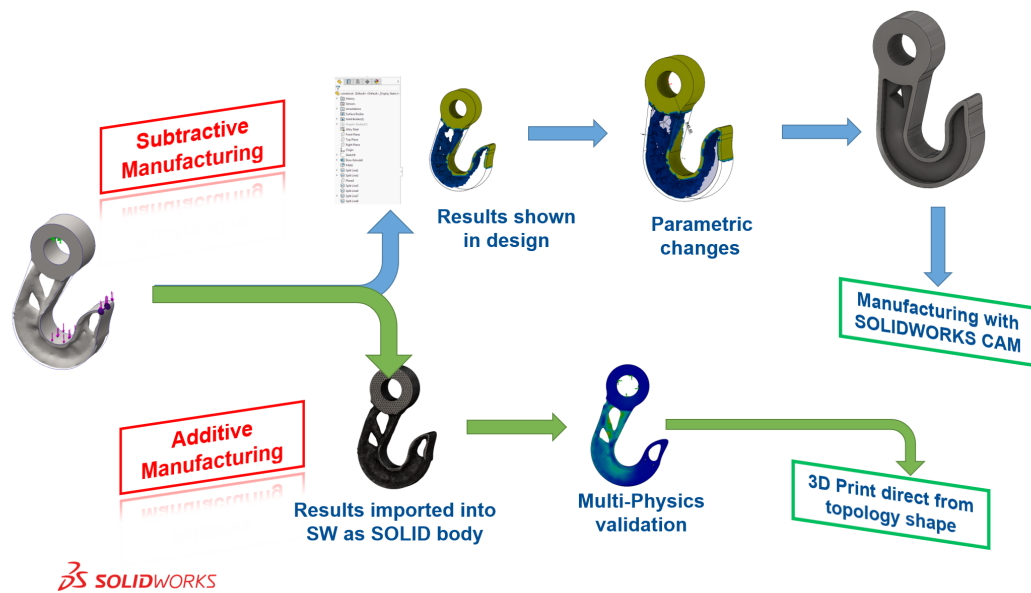 Subtractive
Manufacturing
Results shown
in design
Parametric
changes
Manufacturing with
SOLIDWORKS CAM
Additive
Manufacturing
Results imported into
SW as SOLID body
Multi-Physics
validation
3D Print direct from
topology shape
SOLIDWORKS